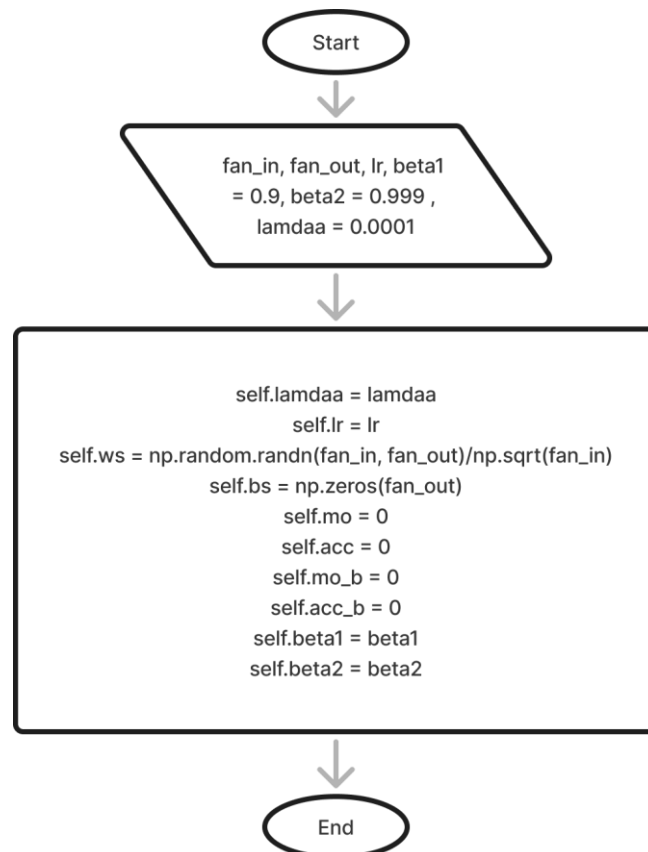 Start
fan_in, fan_out, lr, beta1
= 0.9, beta2 = 0.999 ,
lamdaa = 0.0001
self.lamdaa = lamdaa
self.lr = lr
self.ws = np.random.randn(fan_in, fan_out)/np.sqrt(fan_in)
self.bs = np.zeros(fan_out)
self.mo = 0
self.acc = 0
self.mo_b = 0
self.acc_b = 0
self.beta1 = beta1
self.beta2 = beta2
End